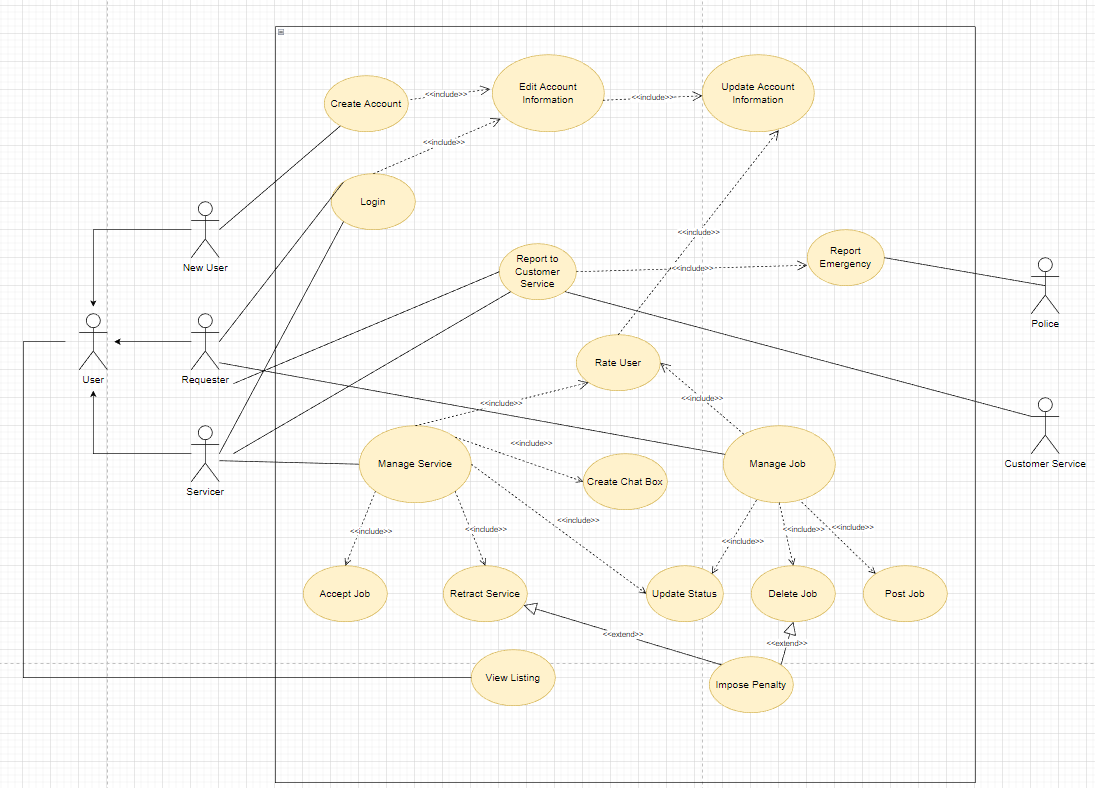 Create Account
<<include>>
Edit Account
Information
<<include>>
Update Account
Information
<<include>>
Login
New User
<<include>>
Report to
Customer
Service
<<include>>
Report
Emergency
Police
User
Requester
Rate User
<<include>>
<<include>>
Customer Service
Servicer
Manage Service
<<include>>
Create Chat Box
Manage Job
<<include>>
<<include>>
<<include>>
<<include>>
<<include>>
<<include>>
Accept Job
Retract Service
Update Status
Delete Job
Post Job
<<extend>>
<<extend>>
View Listing
Impose Penalty